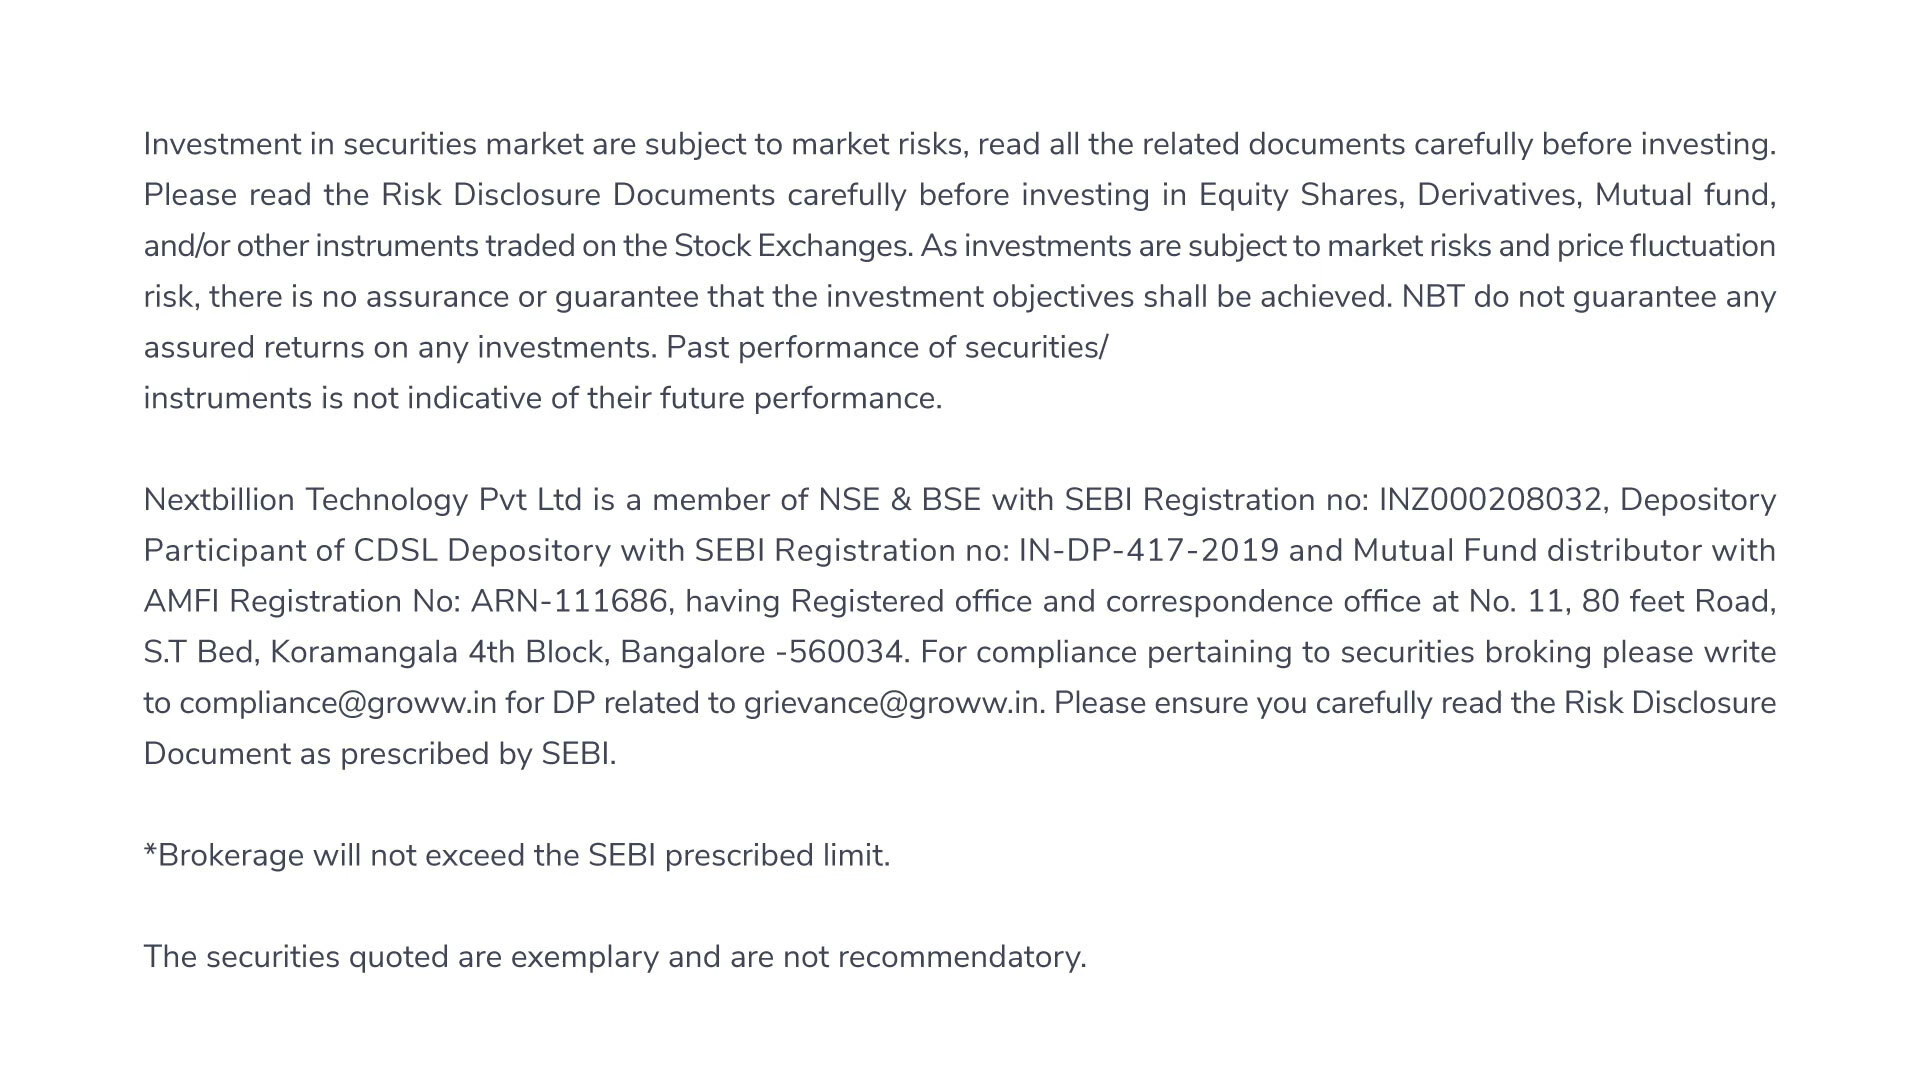 Investment in securities market are subject to market risks, read all the related documents carefully before investing.
Please read the Risk Disclosure Documents carefully before investing in Equity Shares, Derivatives, Mutual fund,
and/or other instruments traded on the Stock Exchanges. As investments are subject to market risks and price fluctuation
risk, there is no assurance or guarantee that the investment objectives shall be achieved. NBT do not guarantee any
assured returns on any investments. Past performance of securities/
instruments is not indicative of their future performance.
Nextbillion Technology Pvt Ltd is a member of NSE & BSE with SEBI Registration no: INZ000208032, Depository
Participant of CDSL Depository with SEBI Registration no: IN-DP-417-2019 and Mutual Fund distributor with
AMFI Registration No: ARN-111686, having Registered office and correspondence office at No. 11, 80 feet Road,
S.T Bed, Koramangala 4th Block, Bangalore -560034. For compliance pertaining to securities broking please write
to compliance@groww.in for DP related to grievance@groww.in. Please ensure you carefully read the Risk Disclosure
Document as prescribed by SEBI.
*Brokerage will not exceed the SEBI prescribed limit.
The securities quoted are exemplary and are not recommendatory.